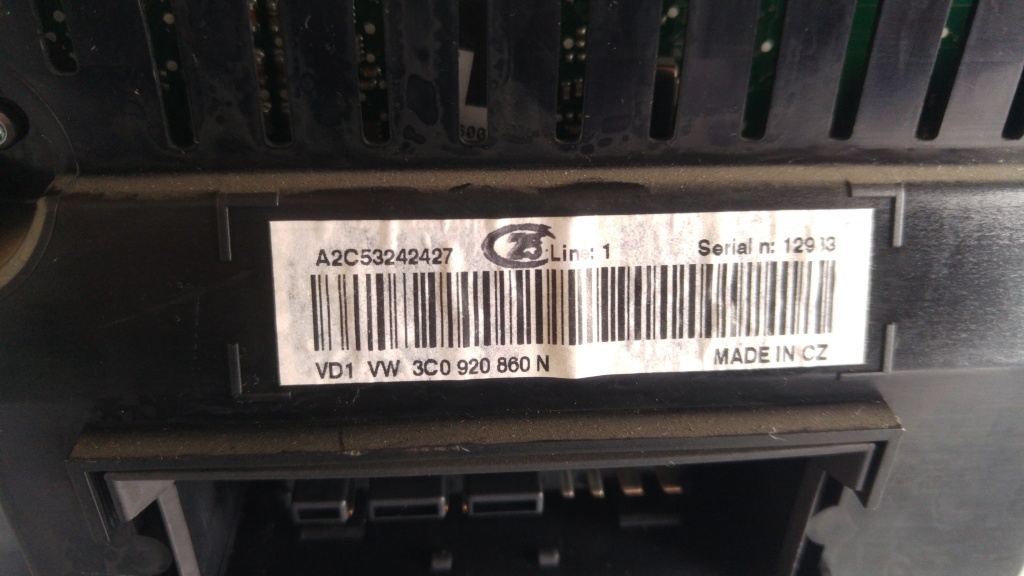 A2C53242427 Line: 1 Serial n: 12933
VD1 VW 3C0 920 860 N
MADE IN CZ